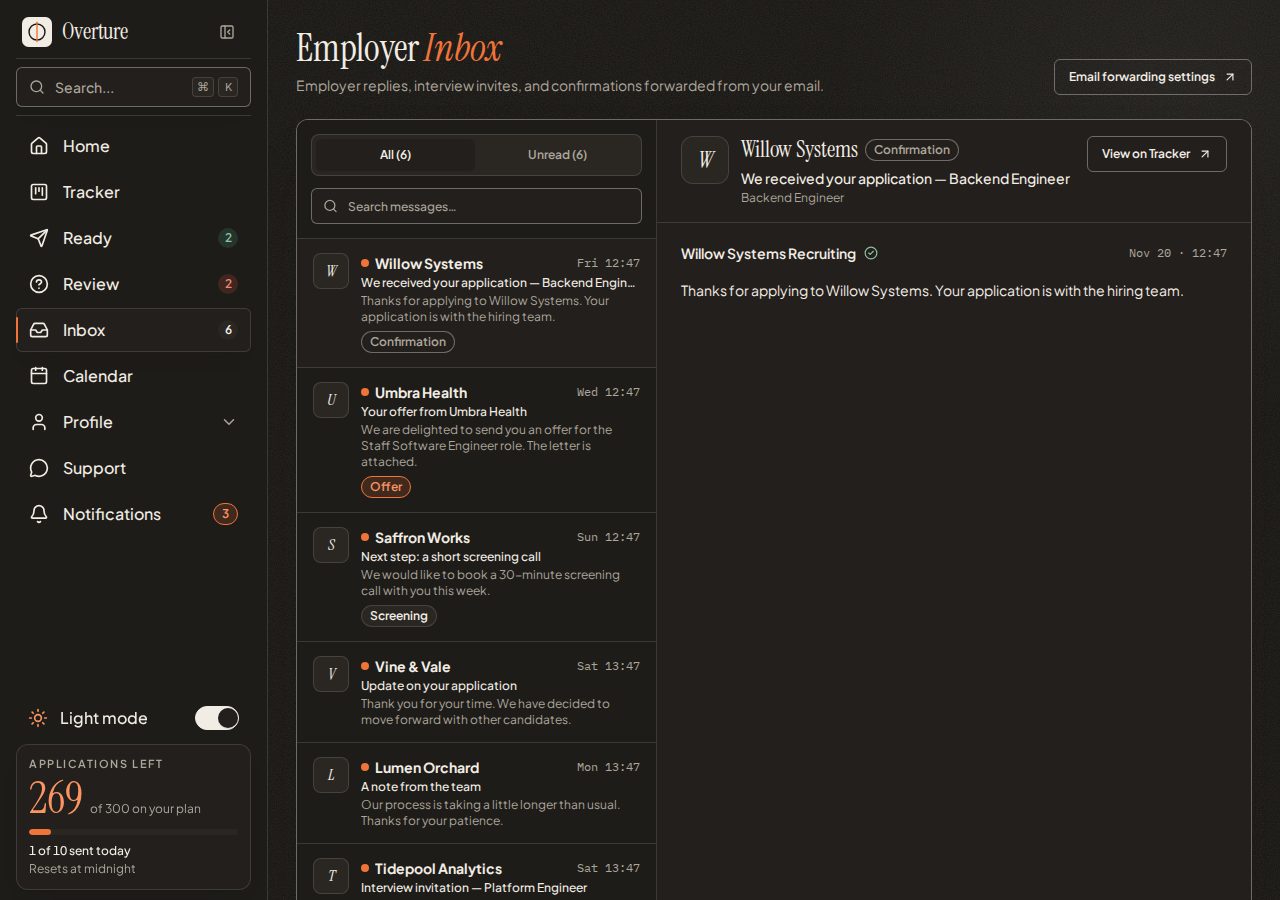 Overture
Search...
⌘ K
Home
Tracker
Ready 2
Review 2
Inbox 6
Calendar
Profile
Support
Notifications 3
Light mode
APPLICATIONS LEFT
269 of 300 on your plan
1 of 10 sent today
Resets at midnight
Employer Inbox
Employer replies, interview invites, and confirmations forwarded from your email.
Email forwarding settings
All (6)
Unread (6)
Search messages…
W
Willow Systems Fri 12:47
We received your application — Backend Engin…
Thanks for applying to Willow Systems. Your
application is with the hiring team.
Confirmation
U
Umbra Health Wed 12:47
Your offer from Umbra Health
We are delighted to send you an offer for the
Staff Software Engineer role. The letter is
attached.
Offer
S
Saffron Works Sun 12:47
Next step: a short screening call
We would like to book a 30-minute screening
call with you this week.
Screening
V
Vine & Vale Sat 13:47
Update on your application
Thank you for your time. We have decided to
move forward with other candidates.
L
Lumen Orchard Mon 13:47
A note from the team
Our process is taking a little longer than usual.
Thanks for your patience.
T
Tidepool Analytics Sat 13:47
Interview invitation — Platform Engineer
W
Willow Systems Confirmation
We received your application — Backend Engineer
Backend Engineer
View on Tracker
Willow Systems Recruiting Nov 20 · 12:47
Thanks for applying to Willow Systems. Your application is with the hiring team.